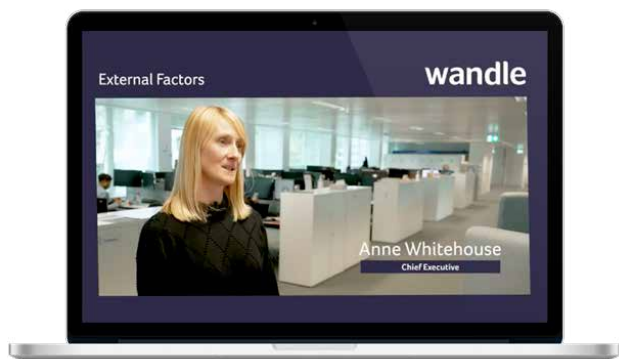 External Factors
wandle
Anne Whitehouse
Chief Executive